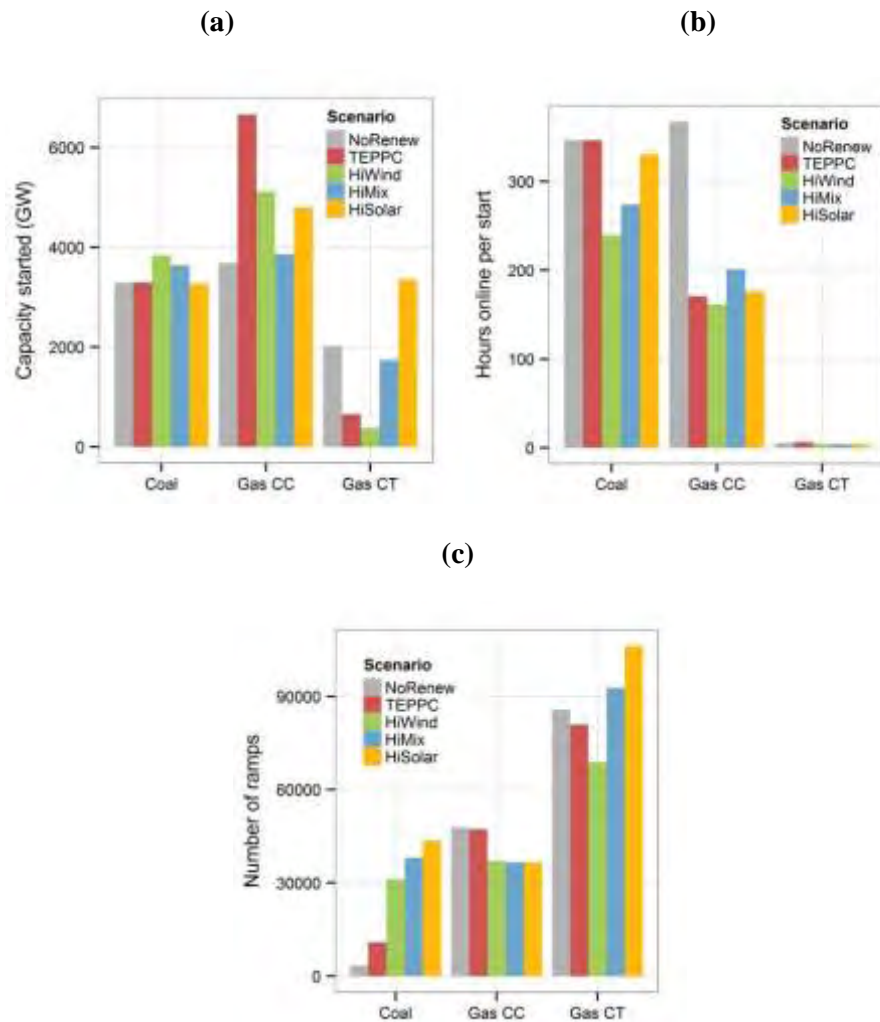 (a)
(b)
Scenario
NoRenew
TEPPC
HiWind
HiMix
HiSolar
Capacity started (GW)
6000
4000
2000
0
Coal Gas CC Gas CT
Scenario
NoRenew
TEPPC
HiWind
HiMix
HiSolar
Hours online per start
300
200
100
0
Coal Gas CC Gas CT
(c)
Scenario
NoRenew
TEPPC
HiWind
HiMix
HiSolar
Number of ramps
90000
60000
30000
0
Coal Gas CC Gas CT